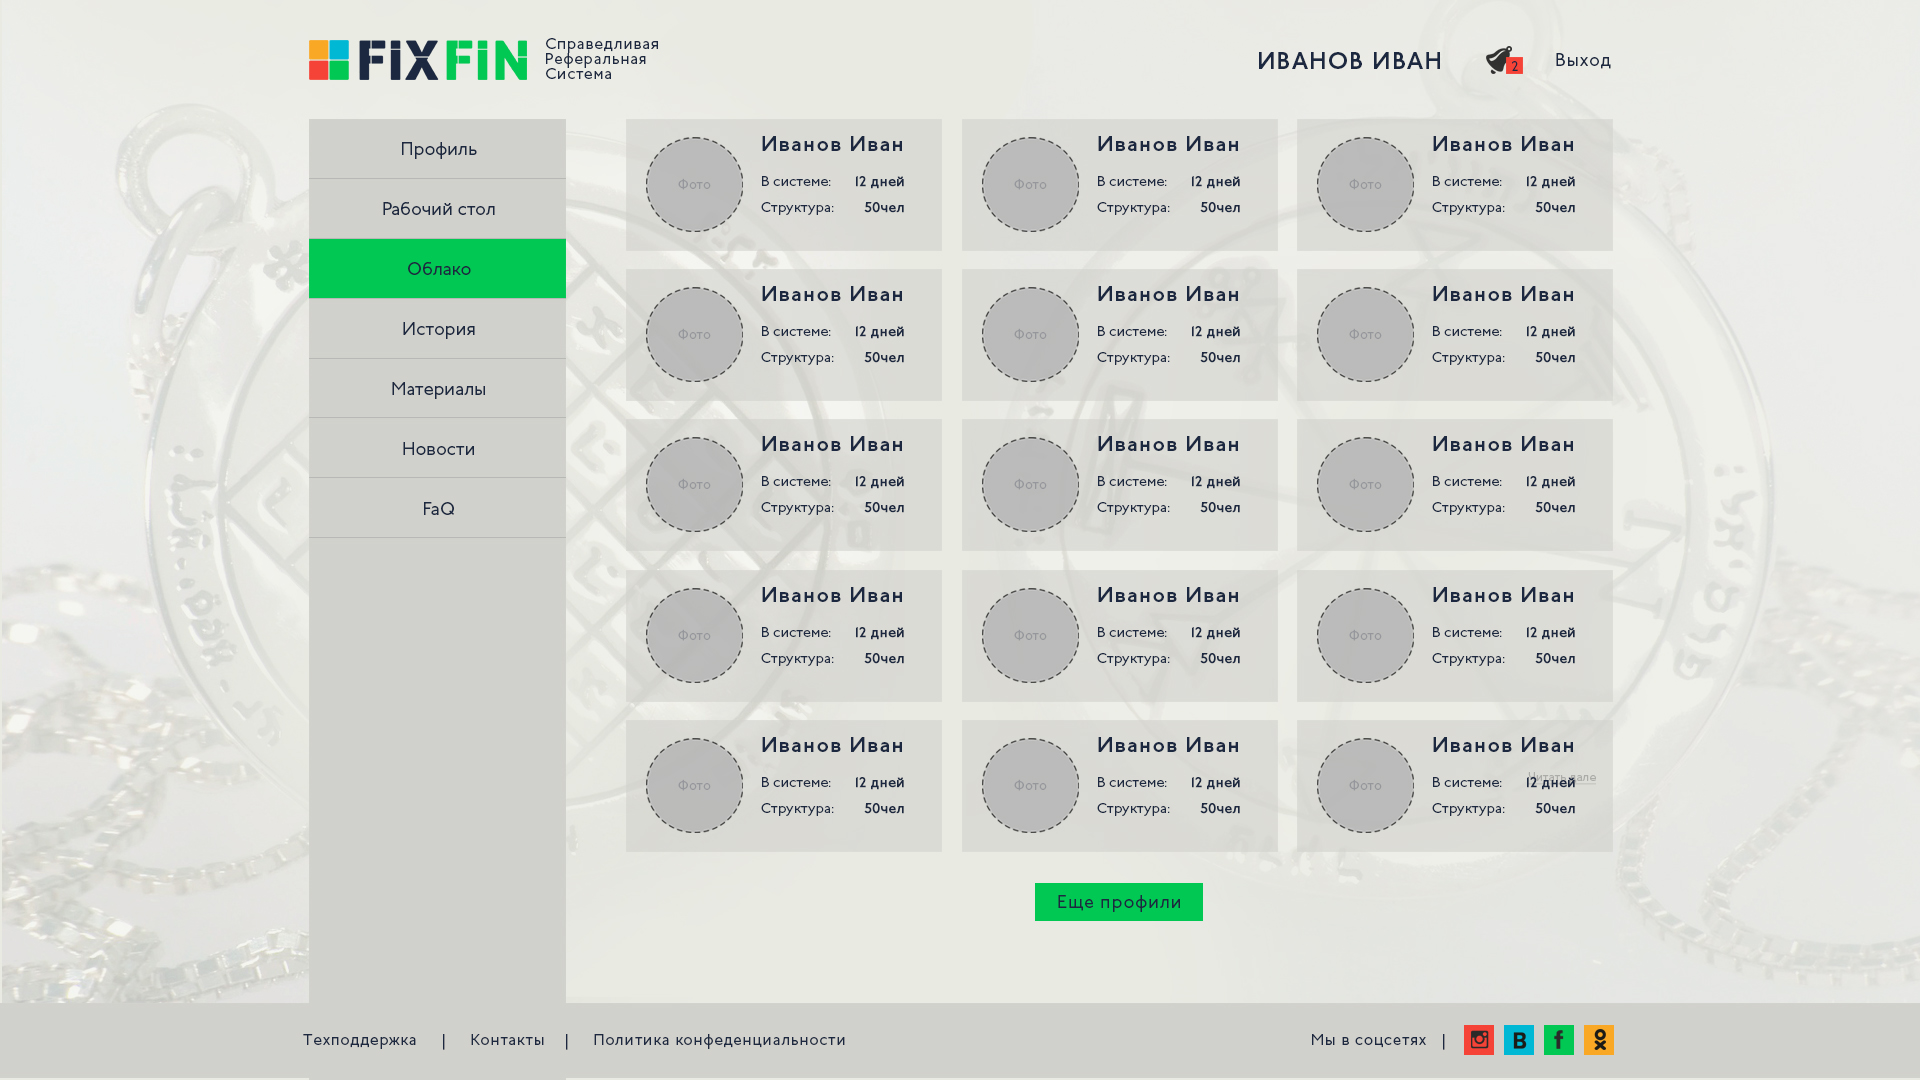 FiXFiN
Справедливая
Реферальная
Система
ИВАНОВ ИВАН
2
Выход
Профиль
Рабочий стол
Облако
История
Материалы
Новости
FaQ
Фото
Иванов Иван
В системе: 12 дней
Структура: 50чел
Фото
Иванов Иван
В системе: 12 дней
Структура: 50чел
Фото
Иванов Иван
В системе: 12 дней
Структура: 50чел
Фото
Иванов Иван
В системе: 12 дней
Структура: 50чел
Фото
Иванов Иван
В системе: 12 дней
Структура: 50чел
Фото
Иванов Иван
В системе: 12 дней
Структура: 50чел
Фото
Иванов Иван
В системе: 12 дней
Структура: 50чел
Фото
Иванов Иван
В системе: 12 дней
Структура: 50чел
Фото
Иванов Иван
В системе: 12 дней
Структура: 50чел
Фото
Иванов Иван
В системе: 12 дней
Структура: 50чел
Фото
Иванов Иван
В системе: 12 дней
Структура: 50чел
Фото
Иванов Иван
В системе: 12 дней
Структура: 50чел
Фото
Иванов Иван
В системе: 12 дней
Структура: 50чел
Фото
Иванов Иван
В системе: 12 дней
Структура: 50чел
Фото
Иванов Иван
Читать
В системе: 12 дней
Структура: 50чел
Еще профили
Техподдержка | Контакты | Политика конфеденциальности
Мы в соцсетях |